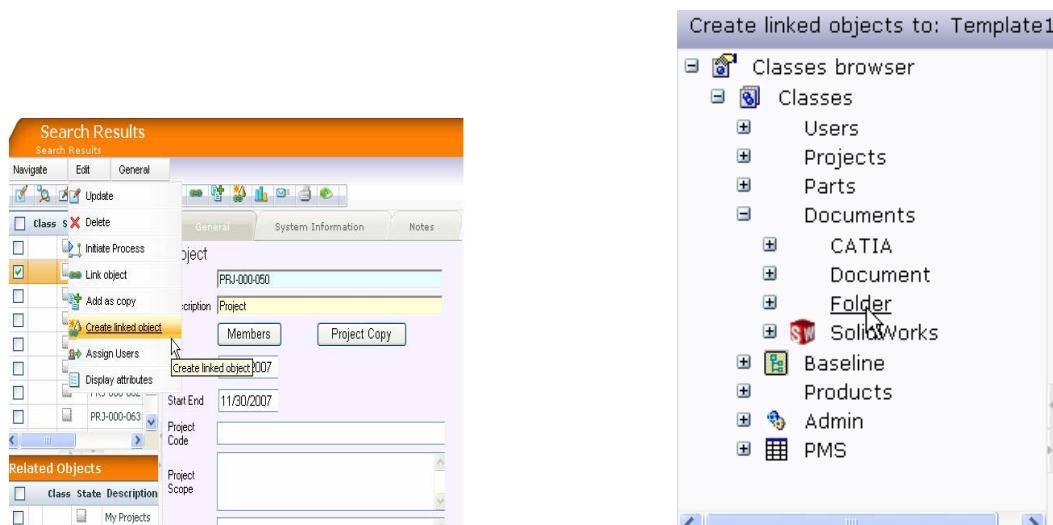 Search Results
Search Results
Navigate Edit General
Update
Class S Delete
General System Information Notes
Initiate Process
Link object PRJ-000-050
Add as copy Project
Create linked object Members Project Copy
Assign Users
Create linked object 2007
Display attributes
Start End 11/30/2007
PRJ-000-063
Project
Code
Project
Scope
Related Objects
Class State Description
My Projects
Create linked objects to: Template1
Classes browser
Classes
Users
Projects
Parts
Documents
CATIA
Document
Folder
SolidWorks
Baseline
Products
Admin
PMS